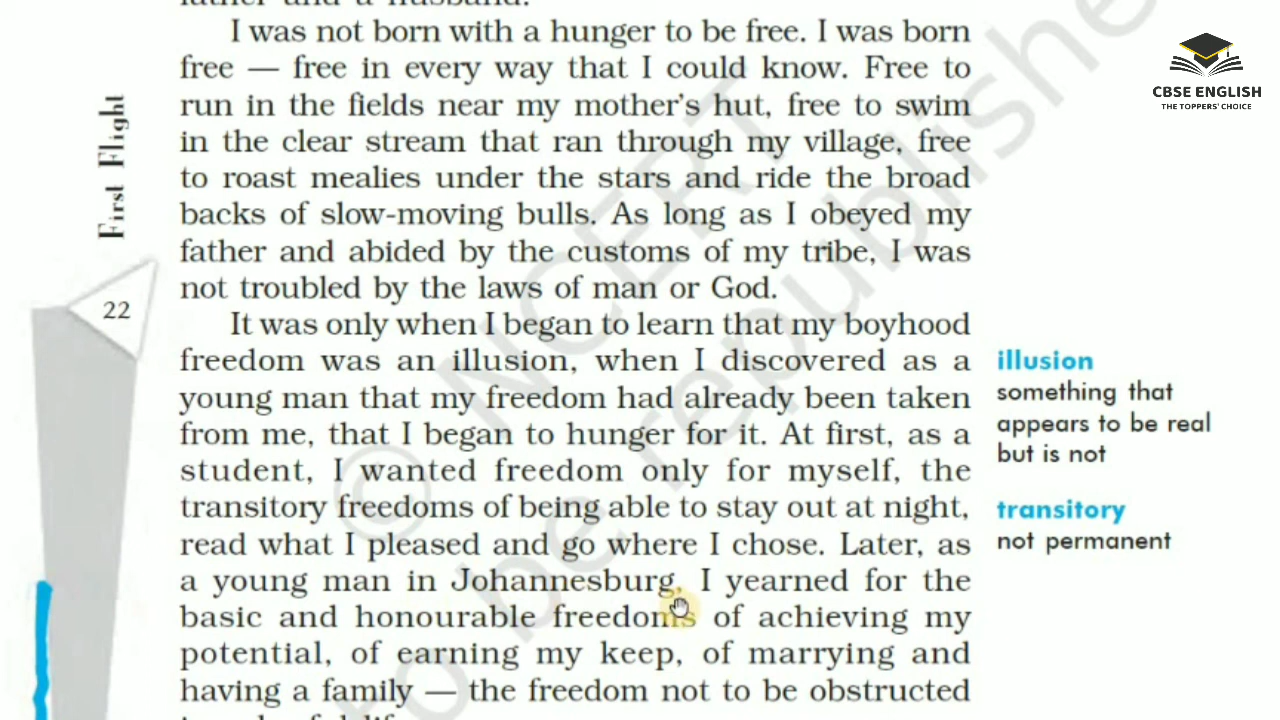 father and a husband.
I was not born with a hunger to be free. I was born
free — free in every way that I could know. Free to
run in the fields near my mother's hut, free to swim
in the clear stream that ran through my village, free
to roast mealies under the stars and ride the broad
backs of slow-moving bulls. As long as I obeyed my
father and abided by the customs of my tribe, I was
not troubled by the laws of man or God.
It was only when I began to learn that my boyhood
freedom was an illusion, when I discovered as a
young man that my freedom had already been taken
from me, that I began to hunger for it. At first, as a
student, I wanted freedom only for myself, the
transitory freedoms of being able to stay out at night,
read what I pleased and go where I chose. Later, as
a young man in Johannesburg, I yearned for the
basic and honourable freedoms of achieving my
potential, of earning my keep, of marrying and
having a family — the freedom not to be obstructed
First Flight
22
illusion
something that
appears to be real
but is not
transitory
not permanent
CBSE ENGLISH
THE TOPPERS' CHOICE
© NCERT
to be republishe